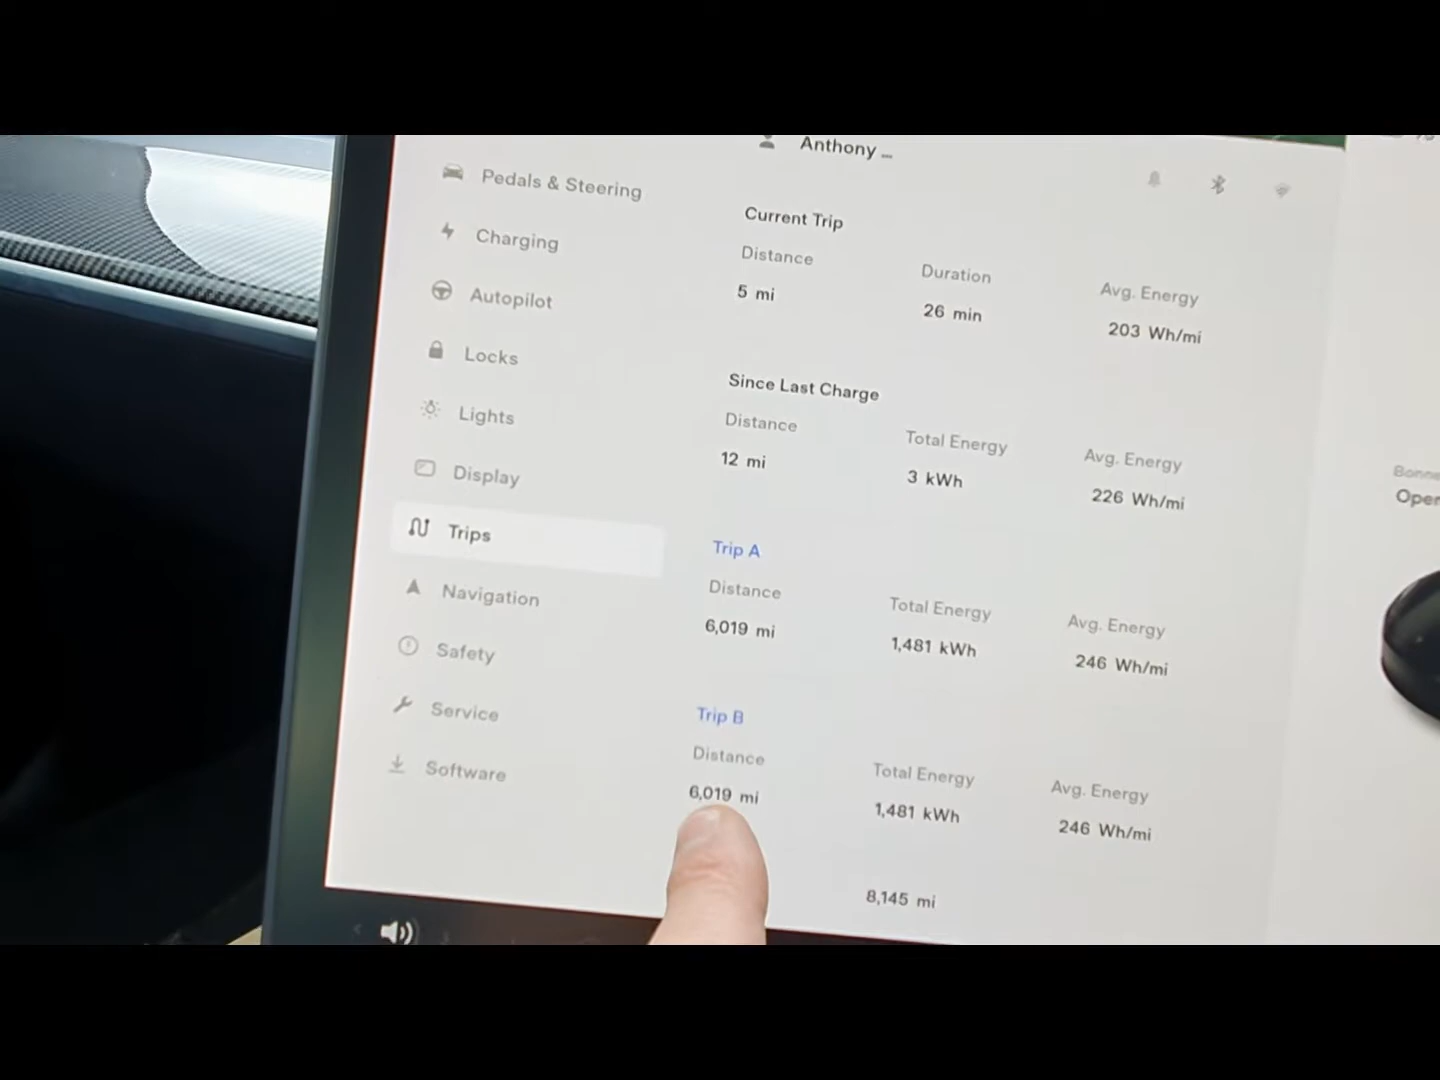 Anthony ...
Pedals & Steering
Charging
Autopilot
Locks
Lights
Display
Trips
Navigation
Safety
Service
Software
Current Trip
Distance Duration Avg. Energy
5 mi 26 min 203 Wh/mi
Since Last Charge
Distance Total Energy Avg. Energy
12 mi 3 kWh 226 Wh/mi
Trip A
Distance Total Energy Avg. Energy
6,019 mi 1,481 kWh 246 Wh/mi
Trip B
Distance Total Energy Avg. Energy
6,019 mi 1,481 kWh 246 Wh/mi
8,145 mi